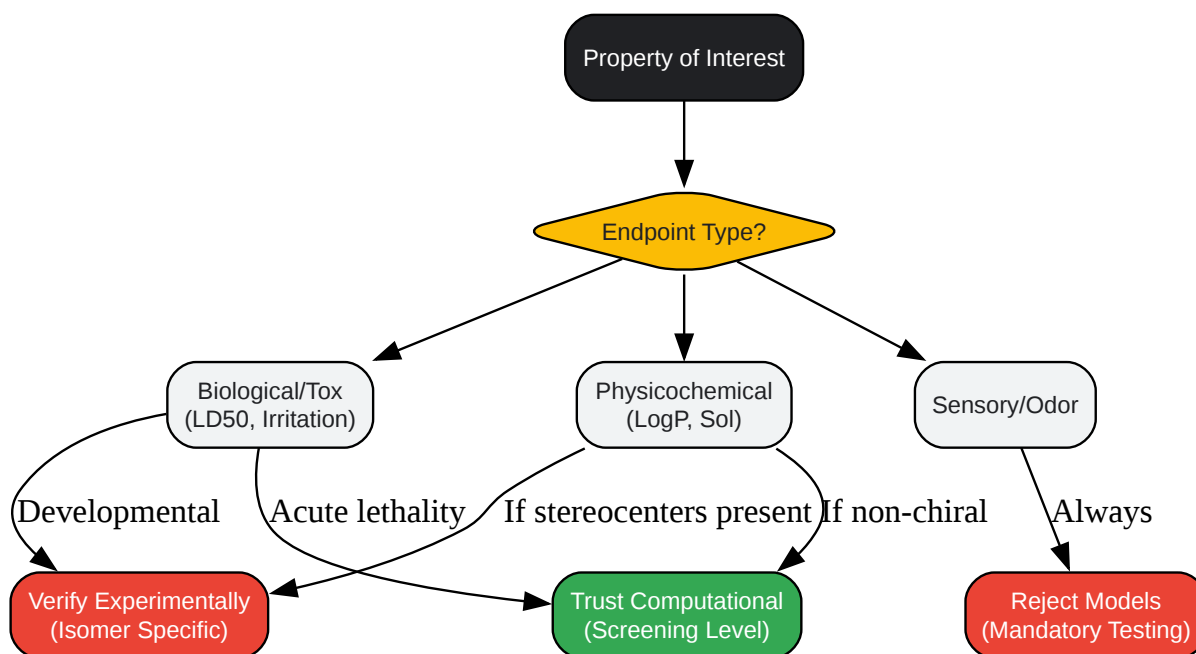 Property of Interest
Endpoint Type?
Biological/Tox
(LD50, Irritation)
Physicochemical
(LogP, Sol)
Sensory/Odor
Developmental
Acute lethality
If stereocenters present
If non-chiral
Always
Verify Experimentally
(Isomer Specific)
Trust Computational
(Screening Level)
Reject Models
(Mandatory Testing)